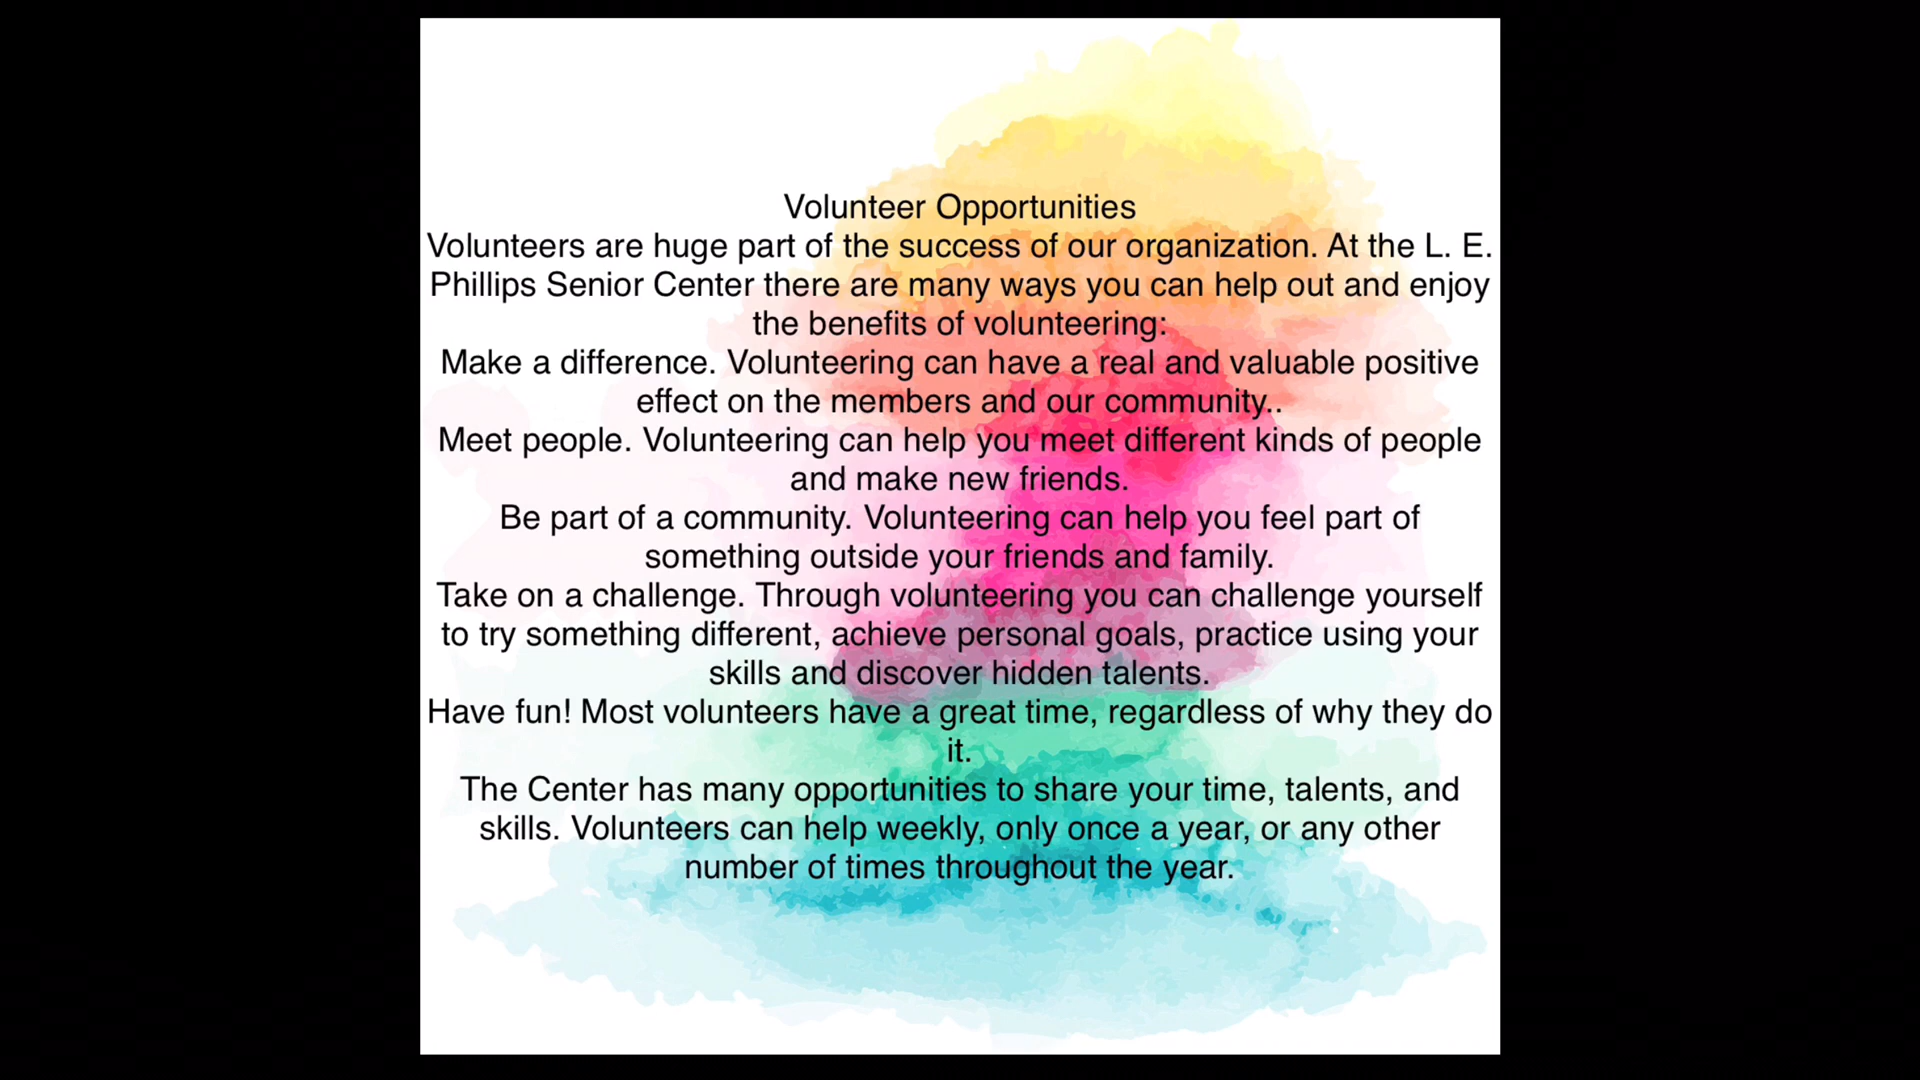 Volunteer Opportunities
Volunteers are huge part of the success of our organization. At the L. E.
Phillips Senior Center there are many ways you can help out and enjoy
the benefits of volunteering:
Make a difference. Volunteering can have a real and valuable positive
effect on the members and our community..
Meet people. Volunteering can help you meet different kinds of people
and make new friends.
Be part of a community. Volunteering can help you feel part of
something outside your friends and family.
Take on a challenge. Through volunteering you can challenge yourself
to try something different, achieve personal goals, practice using your
skills and discover hidden talents.
Have fun! Most volunteers have a great time, regardless of why they do
it.
The Center has many opportunities to share your time, talents, and
skills. Volunteers can help weekly, only once a year, or any other
number of times throughout the year.